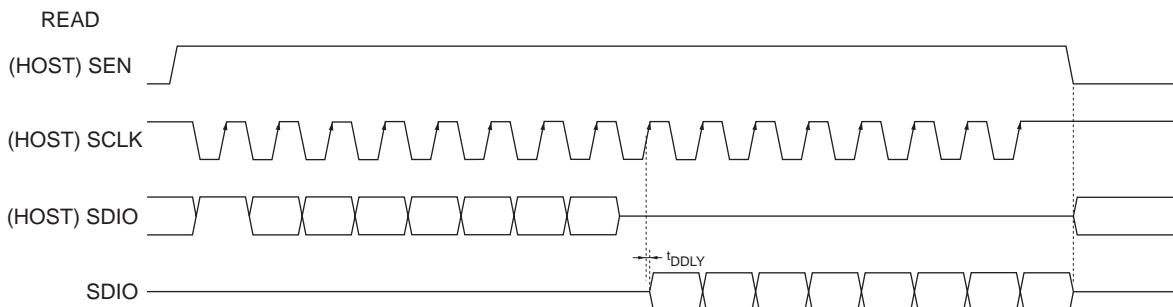 READ
(HOST) SEN
(HOST) SCLK
(HOST) SDIO
tDDLY
SDIO